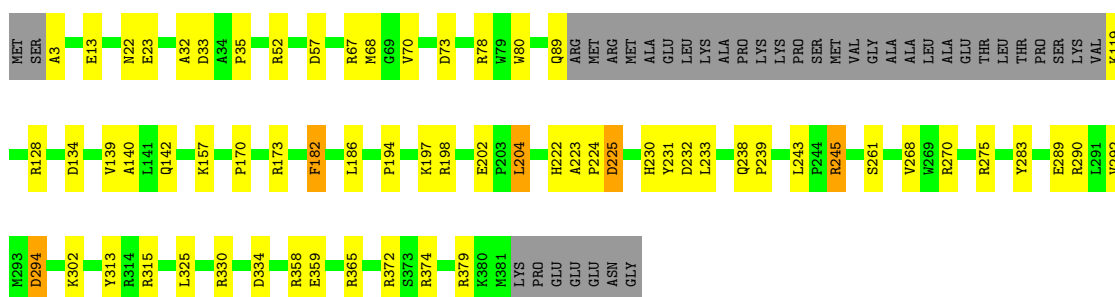 MET SER A3 E13 N22 E23 A32 D33 A34 P35 R52 D57 R67 M68 G69 V70 D73 R78 W79 W80 Q89 ARG MET ARG MET ALA GLU LEU LYS ALA PRO LYS LYS PRO SER MET VAL GLY ALA ALA LEU ALA GLU THR LEU THR PRO SER LYS VAL K119
R128 D134 V139 A140 L141 Q142 K157 P170 R173 F182 L186 P194 K197 R198 E202 P203 L204 H222 A223 P224 D225 H230 Y231 D232 L233 Q238 P239 L243 P244 R245 S261 V268 W269 R270 R275 Y283 E289 R290 L291 V292
M293 D294 K302 Y313 R314 R315 L325 R330 D334 R358 E359 R365 R372 S373 R374 R379 K380 M381 LYS PRO GLU GLU GLU ASN GLY